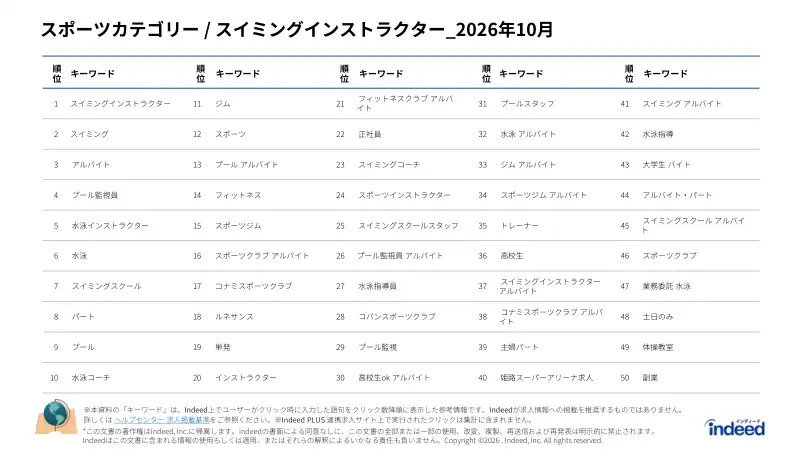 スポーツカテゴリー / スイミングインストラクター_2026年10月
順位 キーワード 順位 キーワード 順位 キーワード 順位 キーワード 順位 キーワード
1 スイミングインストラクター 11 ジム 21 フィットネスクラブ アルバイト 31 プールスタッフ 41 スイミング アルバイト
2 スイミング 12 スポーツ 22 正社員 32 水泳 アルバイト 42 水泳指導
3 アルバイト 13 プール アルバイト 23 スイミングコーチ 33 ジム アルバイト 43 大学生 バイト
4 プール監視員 14 フィットネス 24 スポーツインストラクター 34 スポーツジム アルバイト 44 アルバイト・パート
5 水泳インストラクター 15 スポーツジム 25 スイミングスクールスタッフ 35 トレーナー 45 スイミングスクール アルバイト
6 水泳 16 スポーツクラブ アルバイト 26 プール監視員 アルバイト 36 高校生 46 スポーツクラブ
7 スイミングスクール 17 コナミスポーツクラブ 27 水泳指導員 37 スイミングインストラクター アルバイト 47 業務委託 水泳
8 パート 18 ルネサンス 28 コパンスポーツクラブ 38 コナミスポーツクラブ アルバイト 48 土日のみ
9 プール 19 単発 29 プール監視 39 主婦パート 49 体操教室
10 水泳コーチ 20 インストラクター 30 高校生ok アルバイト 40 姫路スーパーアリーナ求人 50 副業
※本資料の「キーワード」は、Indeed上でユーザーがクリック時に入力した語句をクリック数降順に表示した参考情報です。Indeedが求人情報への掲載を推奨するものではありません。
詳しくは ヘルプセンター 求人掲載基準をご参照ください。※Indeed PLUS 連携求人サイト上で実行されたクリックは集計に含まれません。
*この文書の著作権はIndeed, Inc.に帰属します。Indeedの書面による同意なしに、この文書の全部または一部の使用、改変、複製、再送信および再発表は明示的に禁止されます。
Indeedはこの文書に含まれる情報の使用もしくは適用、またはそれらの解釈によるいかなる責任も負いません。Copyright ©2026 , Indeed, Inc. All rights reserved.
インディード
indeed